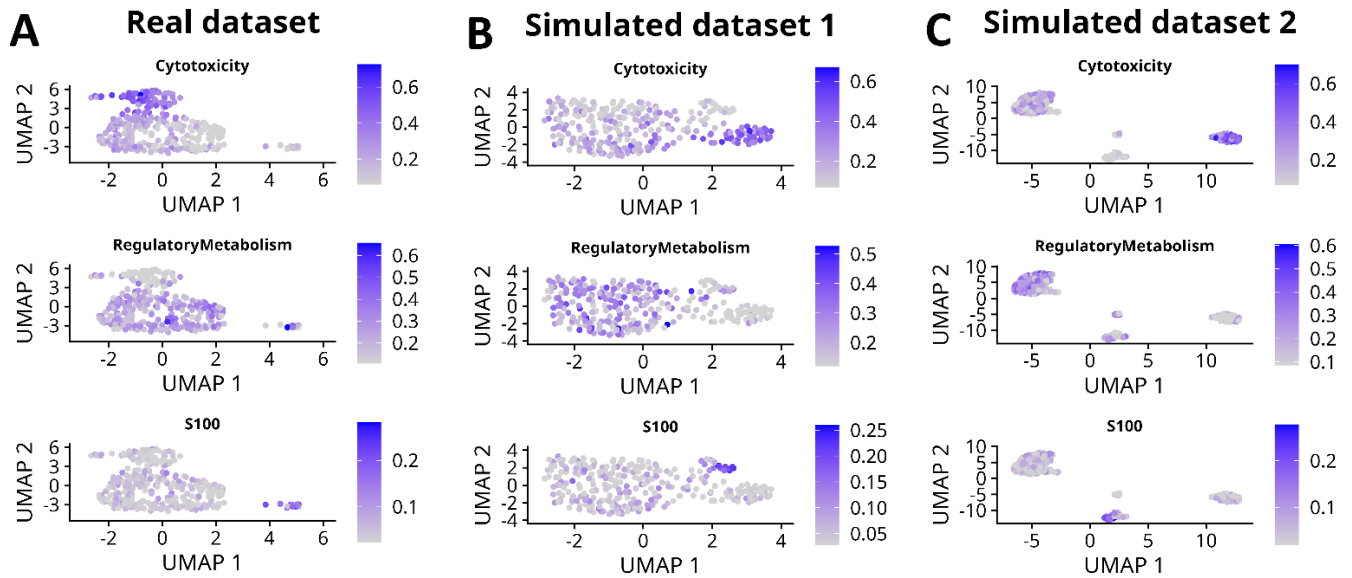 A Real dataset
Cytotoxicity
UMAP 2
6
3
0
-3
-2 0 2 4 6
UMAP 1
0.6
0.4
0.2
RegulatoryMetabolism
UMAP 2
6
3
0
-3
-2 0 2 4 6
UMAP 1
0.6
0.5
0.4
0.3
0.2
S100
UMAP 2
6
3
0
-3
-2 0 2 4 6
UMAP 1
0.2
0.1
B Simulated dataset 1
Cytotoxicity
UMAP 2
4
2
0
-2
-4
-2 0 2 4
UMAP 1
0.6
0.4
0.2
RegulatoryMetabolism
UMAP 2
4
2
0
-2
-4
-2 0 2 4
UMAP 1
0.5
0.4
0.3
0.2
S100
UMAP 2
4
2
0
-2
-4
-2 0 2 4
UMAP 1
0.25
0.20
0.15
0.10
0.05
C Simulated dataset 2
Cytotoxicity
UMAP 2
10
5
0
-5
-10
-5 0 5 10
UMAP 1
0.6
0.4
0.2
RegulatoryMetabolism
UMAP 2
10
5
0
-5
-10
-5 0 5 10
UMAP 1
0.6
0.5
0.4
0.3
0.2
0.1
S100
UMAP 2
10
5
0
-5
-10
-5 0 5 10
UMAP 1
0.2
0.1